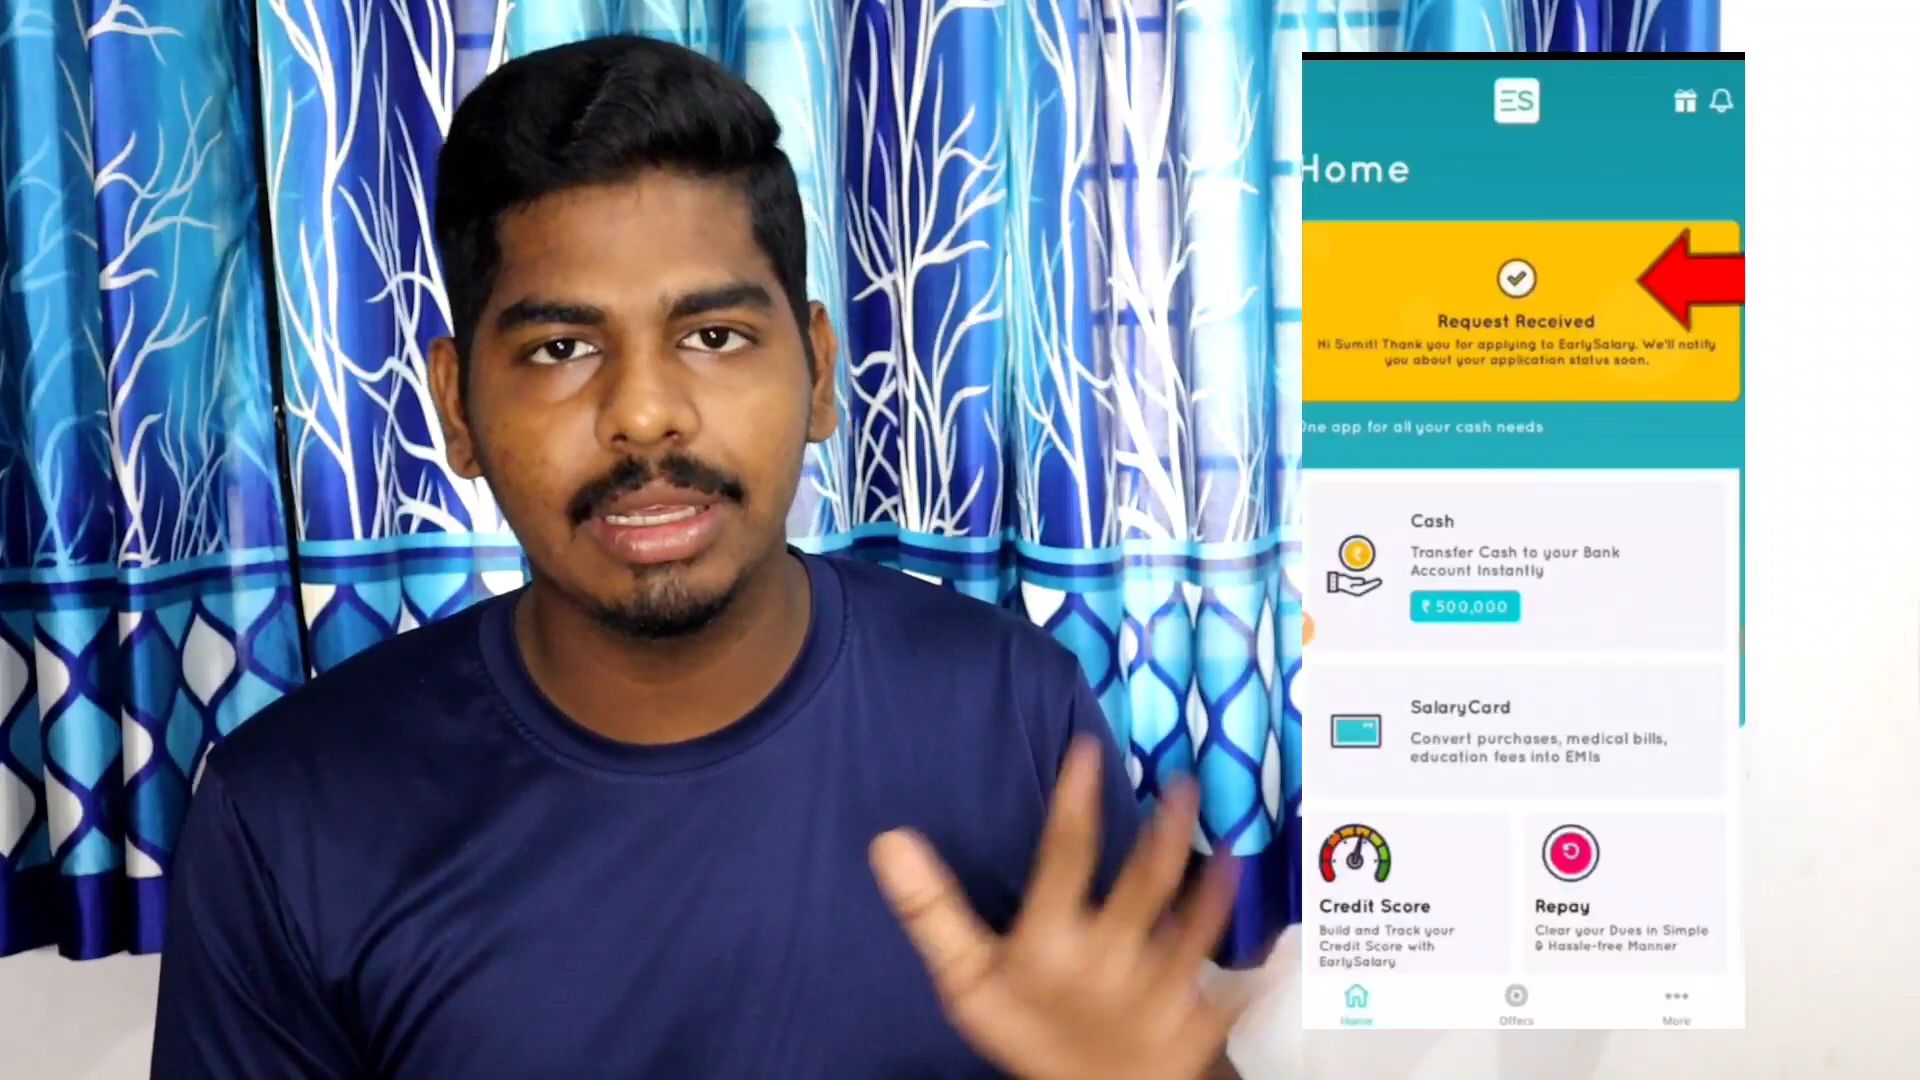 ES
Home
Request Received
Hi Sumit! Thank you for applying to EarlySalary. We'll notify
you about your application status soon.
One app for all your cash needs
Cash
Transfer Cash to your Bank
Account Instantly
₹ 500,000
SalaryCard
Convert purchases, medical bills,
education fees into EMIs
Credit Score
Build and Track your
Credit Score with
EarlySalary
Repay
Clear your Dues in Simple
& Hassle-free Manner
Home
Offers
More